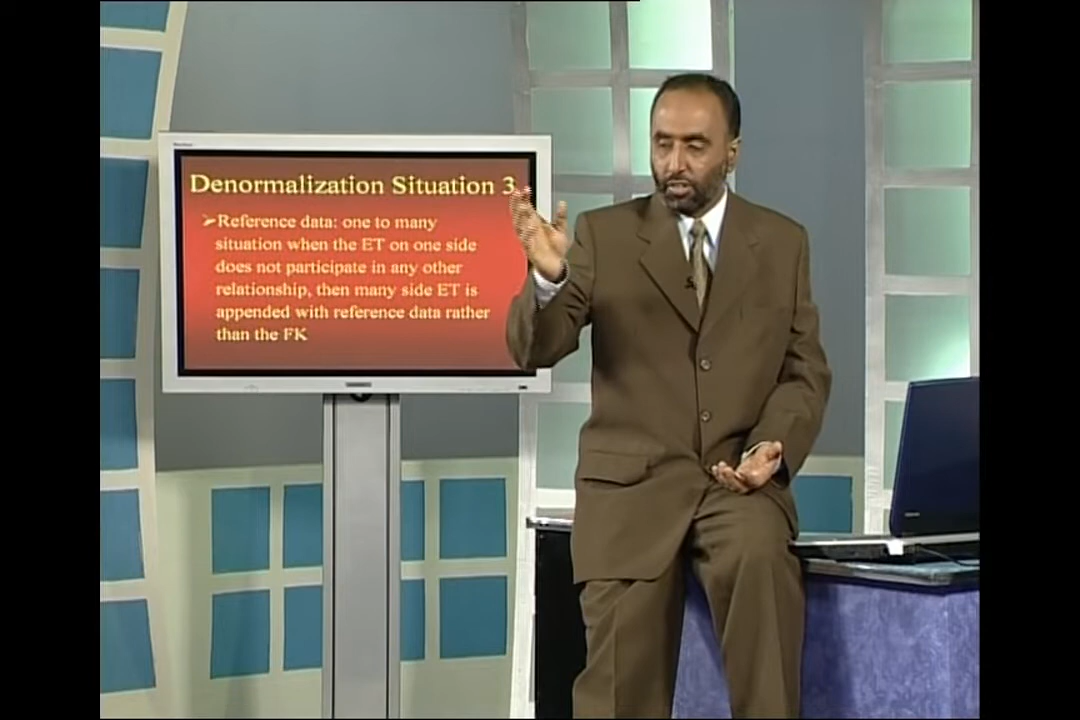 Denormalization Situation 3
➢Reference data: one to many
situation when the ET on one side
does not participate in any other
relationship, then many side ET is
appended with reference data rather
than the FK